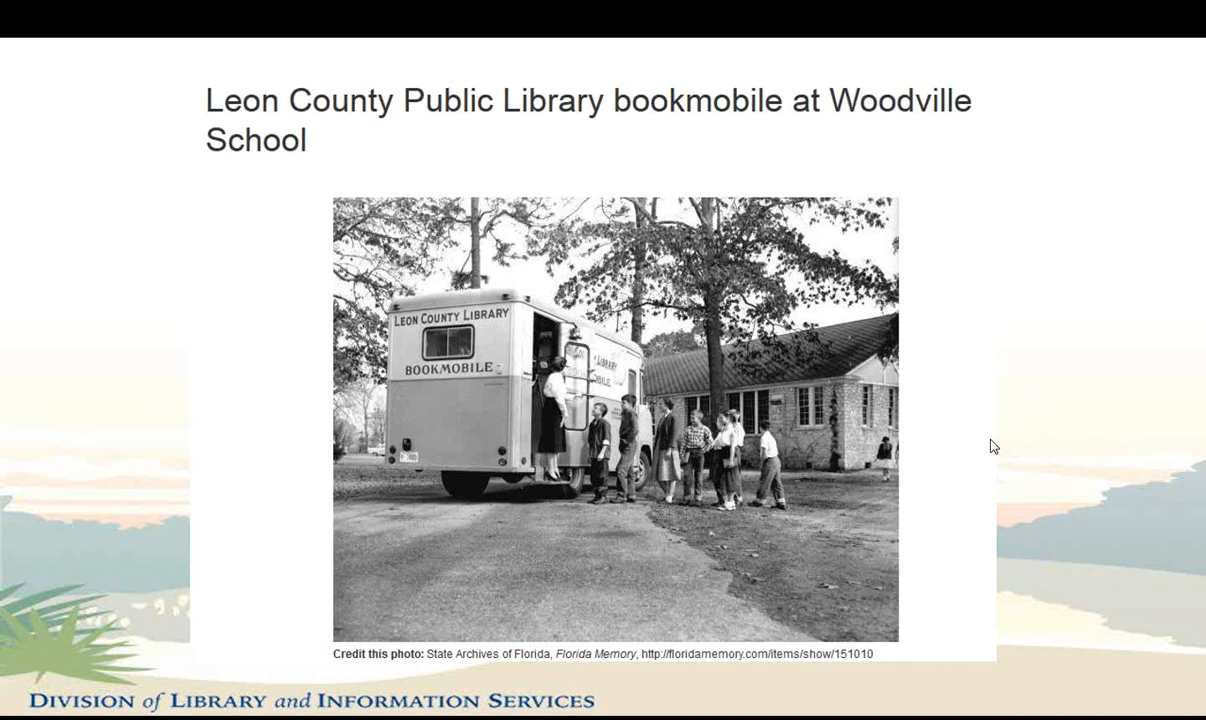 Leon County Public Library bookmobile at Woodville
School
LEON COUNTY LIBRARY
BOOKMOBILE
LIBRARY
Credit this photo: State Archives of Florida, Florida Memory, http://floridamemory.com/items/show/151010
DIVISION of LIBRARY and INFORMATION SERVICES